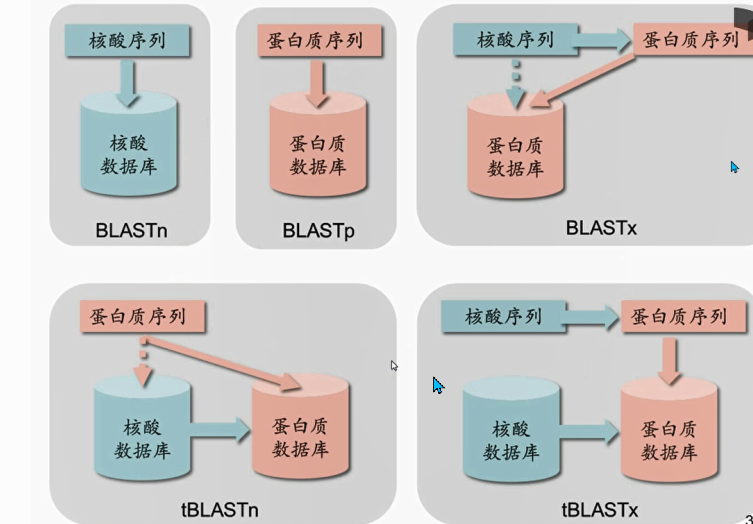 核酸序列
核酸
数据库
BLASTn
蛋白质序列
蛋白质
数据库
BLASTp
核酸序列
蛋白质序列
蛋白质
数据库
BLASTx
蛋白质序列
核酸
数据库
蛋白质
数据库
tBLASTn
核酸序列
蛋白质序列
核酸
数据库
蛋白质
数据库
tBLASTx
3